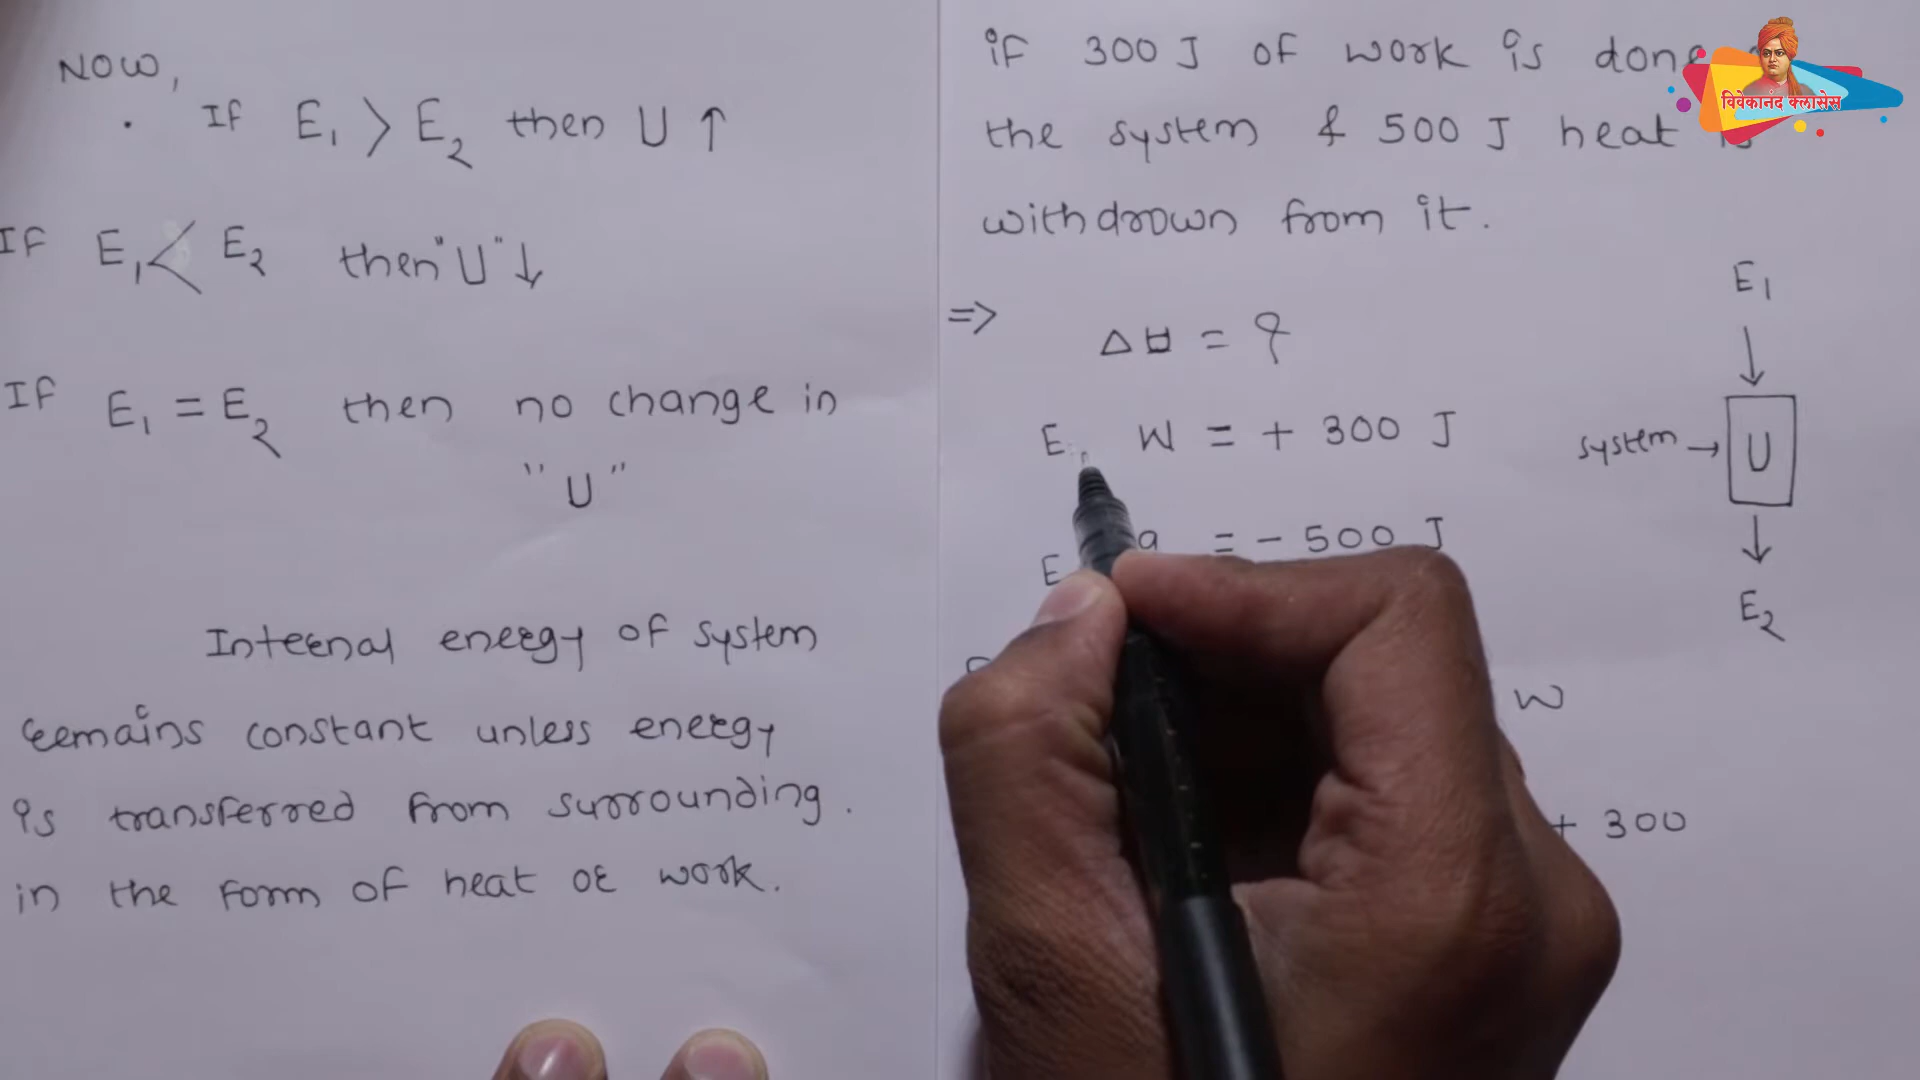 NOW,
. If E₁ > E₂ then U ↑
IF E₁ < E₂ then "U" ↓
IF E₁ = E₂ then no change in
"U"
Internal energy of system
remains constant unless energy
is transferred from surrounding.
in the form of heat or work.
if 300 J of work is done
the system & 500 J heat is
withdrawn from it.
=> ΔU = ?
E W = + 300 J
q = - 500 J
E
W
+ 300
E₁
system → U
E₂
विवेकानंद क्लासेस